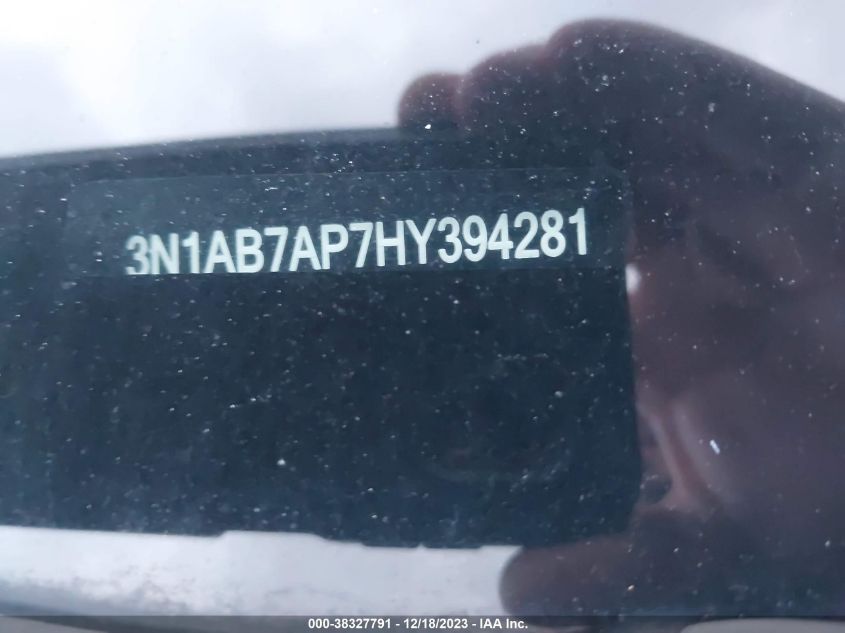 3N1AB7AP7HY394281
000-38327791 - 12/18/2023 - IAA Inc.